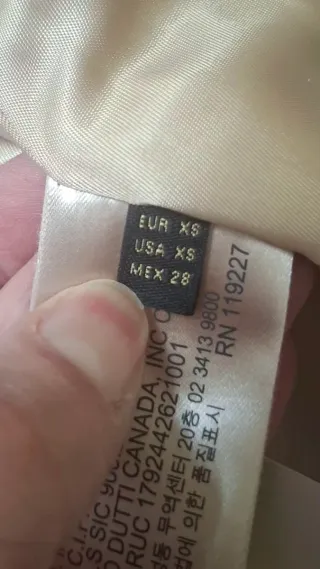 EUR XS
USA XS
MEX 28
DUTTI CANADA, INC
RUC 1792442621001
무역센터 20층 02 3413 9800
에 의한 품질표시
RN 119227